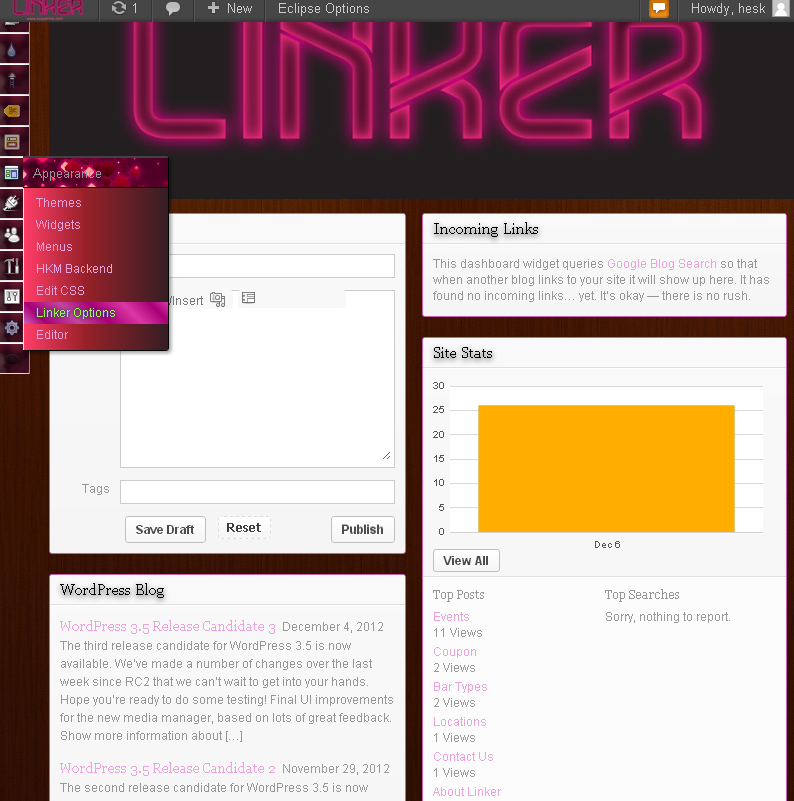 LINKER
1
New
Eclipse Options
Howdy, hesk
LINKER
Appearance
Themes
Widgets
Menus
HKM Backend
Edit CSS
Linker Options
Editor
/Insert
Tags
Save Draft
Reset
Publish
WordPress Blog
WordPress 3.5 Release Candidate 3 December 4, 2012
The third release candidate for WordPress 3.5 is now
available. We've made a number of changes over the last
week since RC2 that we can't wait to get into your hands.
Hope you're ready to do some testing! Final UI improvements
for the new media manager, based on lots of great feedback.
Show more information about [...]
WordPress 3.5 Release Candidate 2 November 29, 2012
The second release candidate for WordPress 3.5 is now
Incoming Links
This dashboard widget queries Google Blog Search so that
when another blog links to your site it will show up here. It has
found no incoming links… yet. It's okay — there is no rush.
Site Stats
30
25
20
15
10
5
0
Dec 6
View All
Top Posts
Events
11 Views
Coupon
2 Views
Bar Types
2 Views
Locations
1 Views
Contact Us
1 Views
About Linker
Top Searches
Sorry, nothing to report.